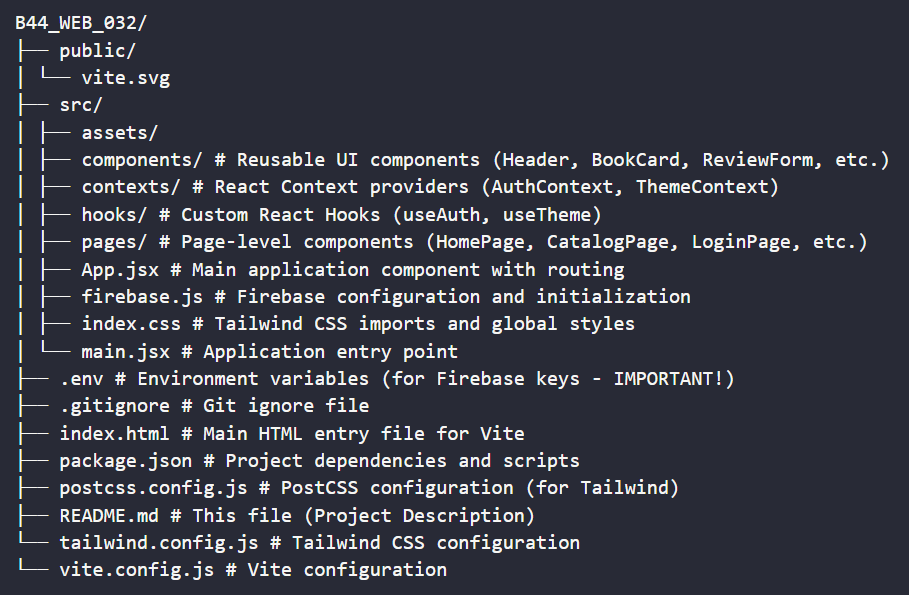 B44_WEB_032/
├── public/
│ └── vite.svg
├── src/
│ ├── assets/
│ ├── components/ # Reusable UI components (Header, BookCard, ReviewForm, etc.)
│ ├── contexts/ # React Context providers (AuthContext, ThemeContext)
│ ├── hooks/ # Custom React Hooks (useAuth, useTheme)
│ ├── pages/ # Page-level components (HomePage, CatalogPage, LoginPage, etc.)
│ ├── App.jsx # Main application component with routing
│ ├── firebase.js # Firebase configuration and initialization
│ ├── index.css # Tailwind CSS imports and global styles
│ └── main.jsx # Application entry point
├── .env # Environment variables (for Firebase keys - IMPORTANT!)
├── .gitignore # Git ignore file
├── index.html # Main HTML entry file for Vite
├── package.json # Project dependencies and scripts
├── postcss.config.js # PostCSS configuration (for Tailwind)
├── README.md # This file (Project Description)
└── tailwind.config.js # Tailwind CSS configuration
└── vite.config.js # Vite configuration